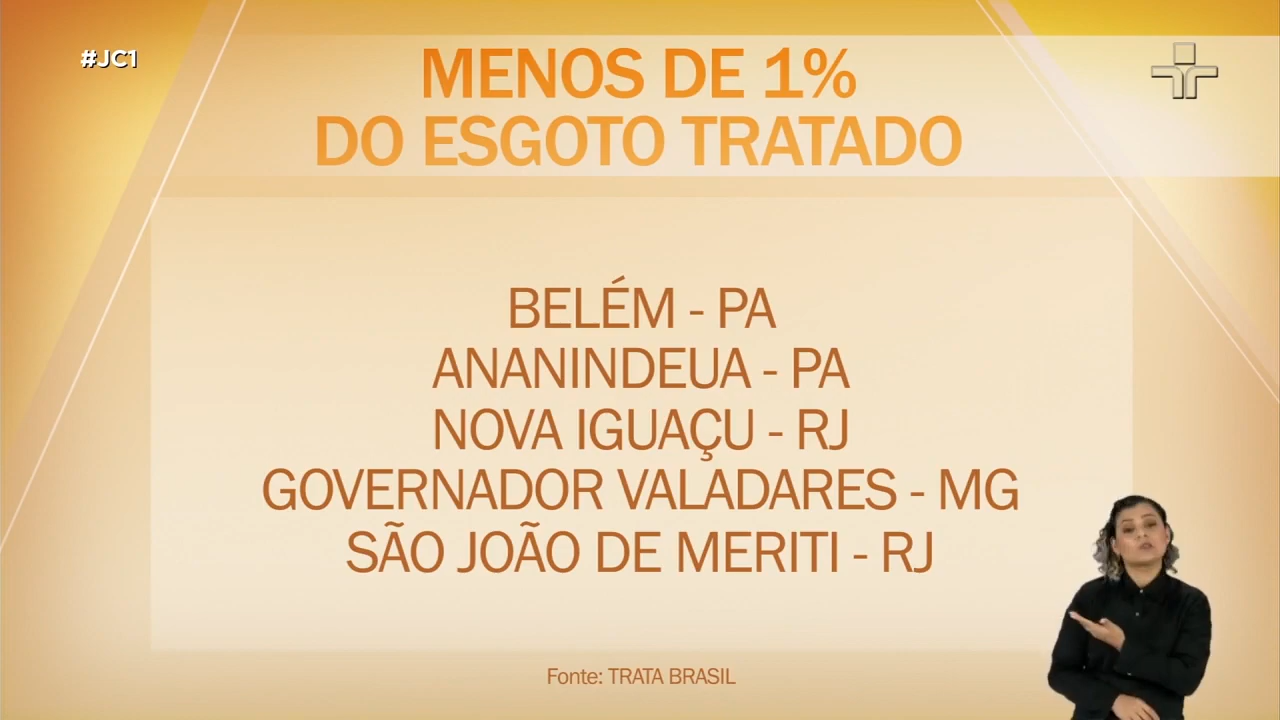 #JC1
MENOS DE 1%
DO ESGOTO TRATADO
BELÉM - PA
ANANINDEUA - PA
NOVA IGUAÇU - RJ
GOVERNADOR VALADARES - MG
SÃO JOÃO DE MERITI - RJ
Fonte: TRATA BRASIL